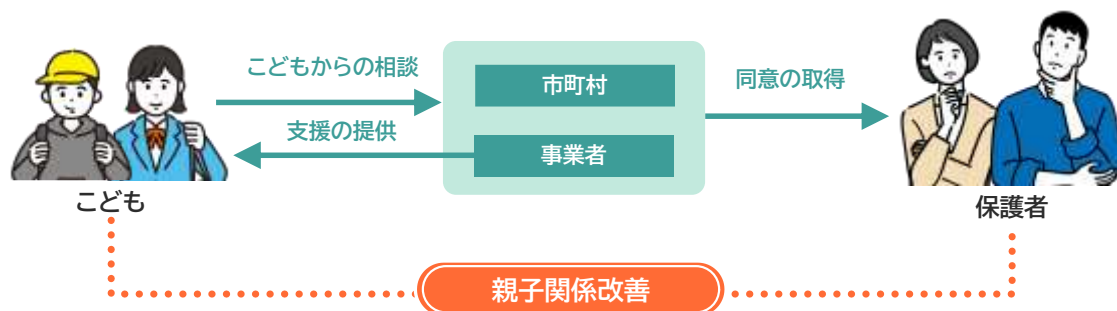 こどもからの相談
市町村
同意の取得
支援の提供
事業者
こども
保護者
親子関係改善